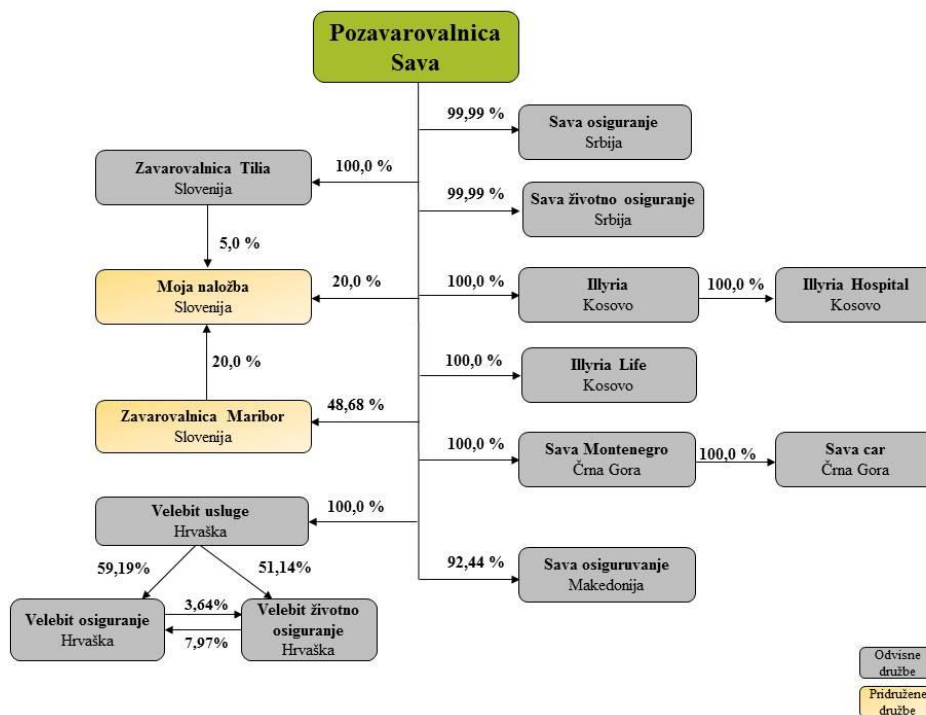 Pozavarovalnica
Sava
99,99 %
Sava osiguranje
Srbija
Zavarovalnica Tilia
Slovenija
100,0 %
99,99 %
Sava životno osiguranje
Srbija
5,0 %
Moja naložba
Slovenija
20,0 %
100,0 %
Illyria
Kosovo
100,0 %
Illyria Hospital
Kosovo
20,0 %
100,0 %
Illyria Life
Kosovo
Zavarovalnica Maribor
Slovenija
48,68 %
100,0 %
Sava Montenegro
Črna Gora
100,0 %
Sava car
Črna Gora
Velebit usluge
Hrvaška
100,0 %
59,19%
51,14%
92,44 %
Sava osiguruvanje
Makedonija
Velebit osiguranje
Hrvaška
3,64%
7,97%
Velebit životno
osiguranje
Hrvaška
Odvisne
družbe
Pridružene
družbe